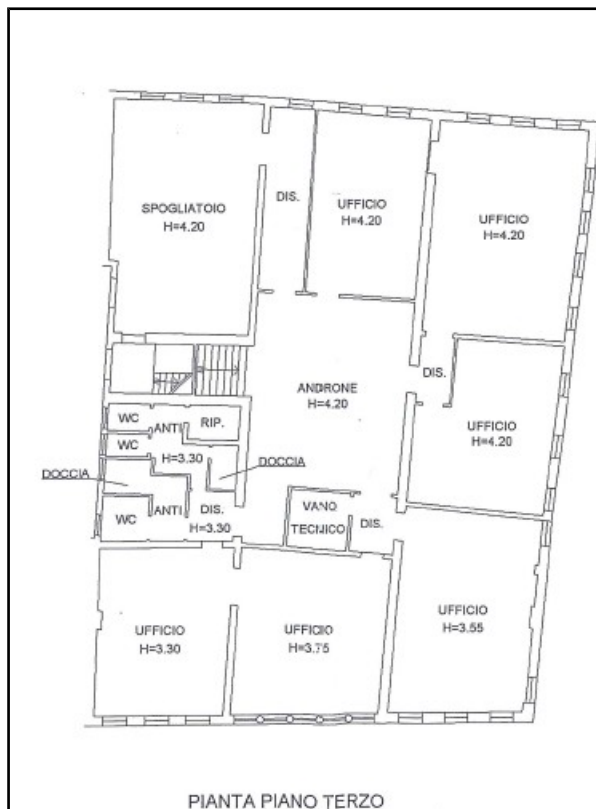 SPOGLIATOIO
H=4.20
DIS.
UFFICIO
H=4.20
UFFICIO
H=4.20
ANDRONE
H=4.20
DIS.
UFFICIO
H=4.20
WC
ANTI
RIP.
WC
H=3.30
DOCCIA
DOCCIA
WC
ANTI
DIS.
H=3.30
VANO
TECNICO
DIS.
UFFICIO
H=3.30
UFFICIO
H=3.75
UFFICIO
H=3.55
PIANTA PIANO TERZO